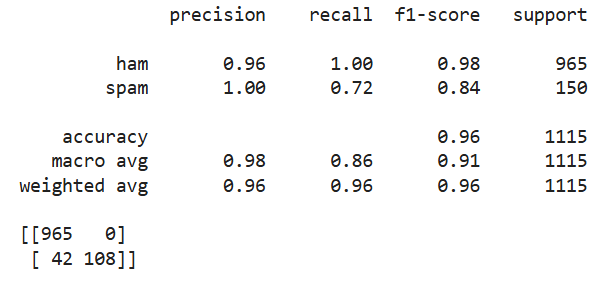 precision recall f1-score support
ham 0.96 1.00 0.98 965
spam 1.00 0.72 0.84 150
accuracy 0.96 1115
macro avg 0.98 0.86 0.91 1115
weighted avg 0.96 0.96 0.96 1115
[[965 0]
[ 42 108]]